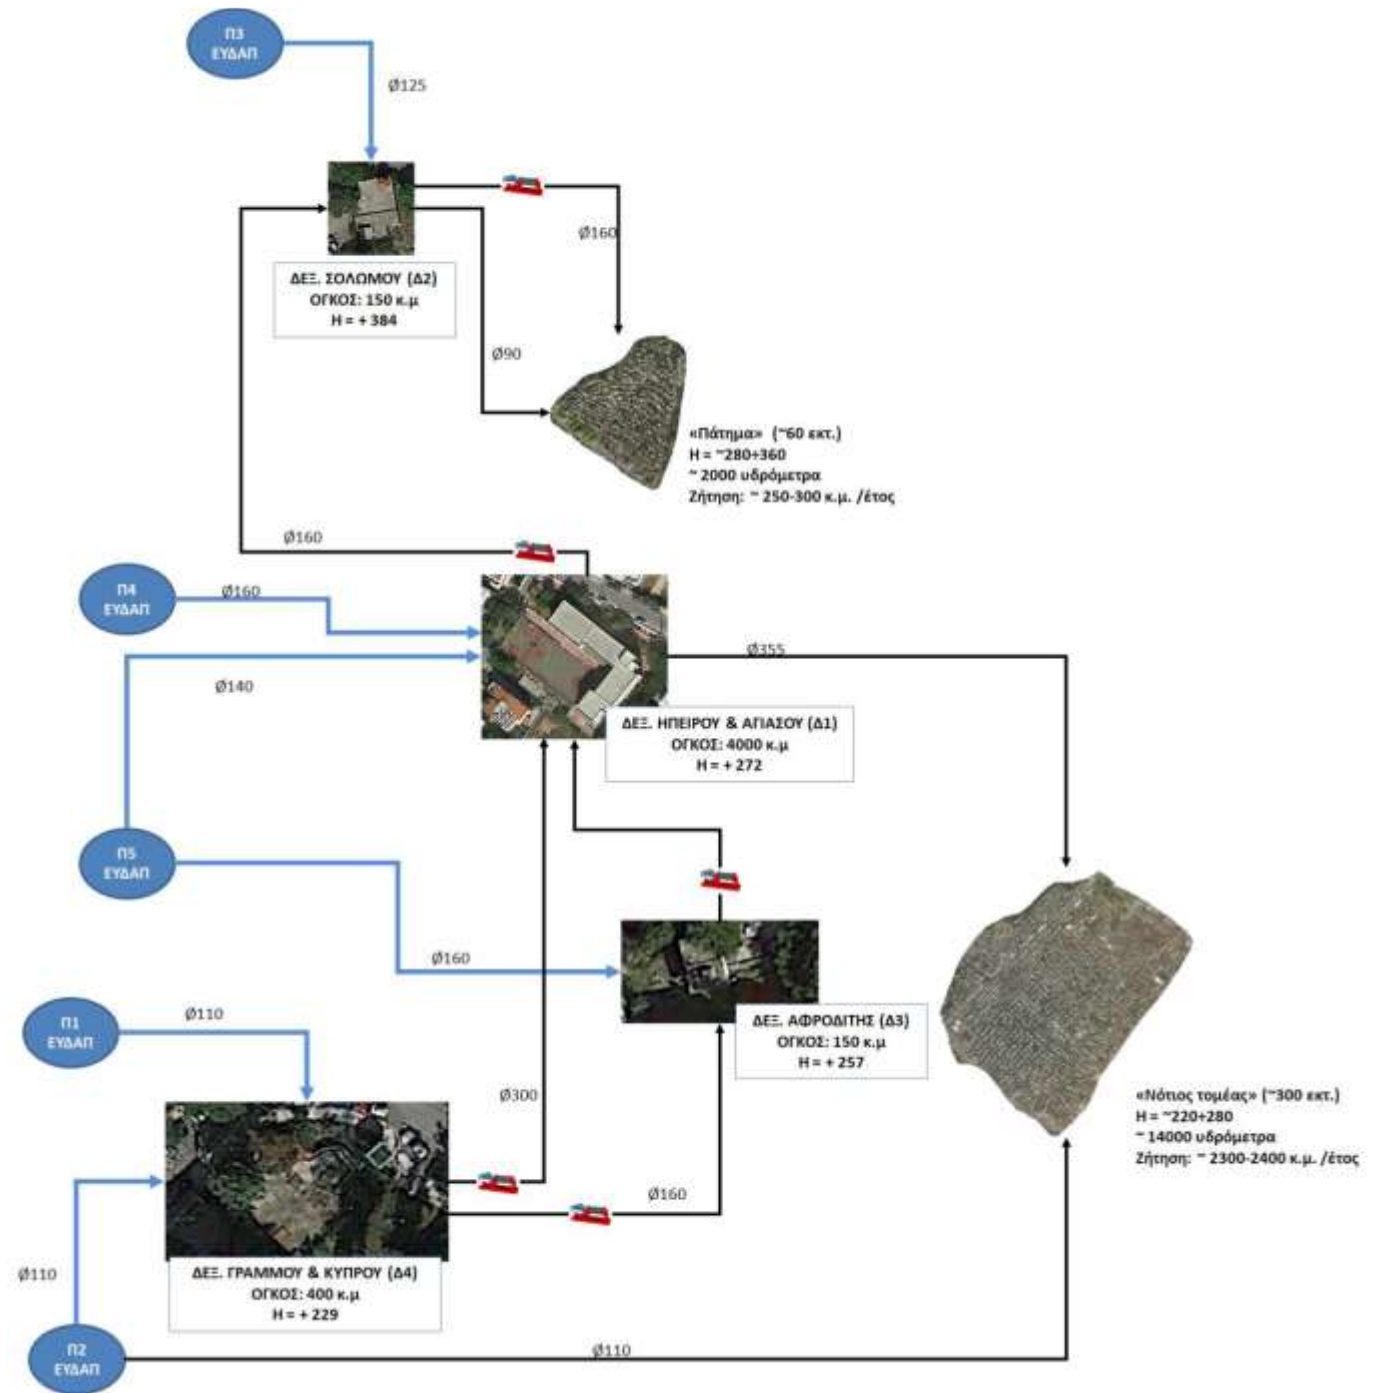 Π3
ΕΥΔΑΠ
Ø125
Ø160
ΔΕΞ. ΣΟΛΩΜΟΥ (Δ2)
ΟΓΚΟΣ: 150 κ.μ
Η = + 384
Ø90
«Πάτημα» (~60 εκτ.)
Η = ~280÷360
~ 2000 υδρόμετρα
Ζήτηση: ~ 250-300 κ.μ. /έτος
Ø160
Π4
ΕΥΔΑΠ
Ø160
Ø355
Ø140
ΔΕΞ. ΗΠΕΙΡΟΥ & ΑΓΙΑΣΟΥ (Δ1)
ΟΓΚΟΣ: 4000 κ.μ
Η = + 272
Π5
ΕΥΔΑΠ
Ø160
Π1
ΕΥΔΑΠ
Ø110
ΔΕΞ. ΑΦΡΟΔΙΤΗΣ (Δ3)
ΟΓΚΟΣ: 150 κ.μ
Η = + 257
Ø300
«Νότιος τομέας» (~300 εκτ.)
Η = ~220÷280
~ 14000 υδρόμετρα
Ζήτηση: ~ 2300-2400 κ.μ. /έτος
Ø160
Ø110
ΔΕΞ. ΓΡΑΜΜΟΥ & ΚΥΠΡΟΥ (Δ4)
ΟΓΚΟΣ: 400 κ.μ
Η = + 229
Π2
ΕΥΔΑΠ
Ø110